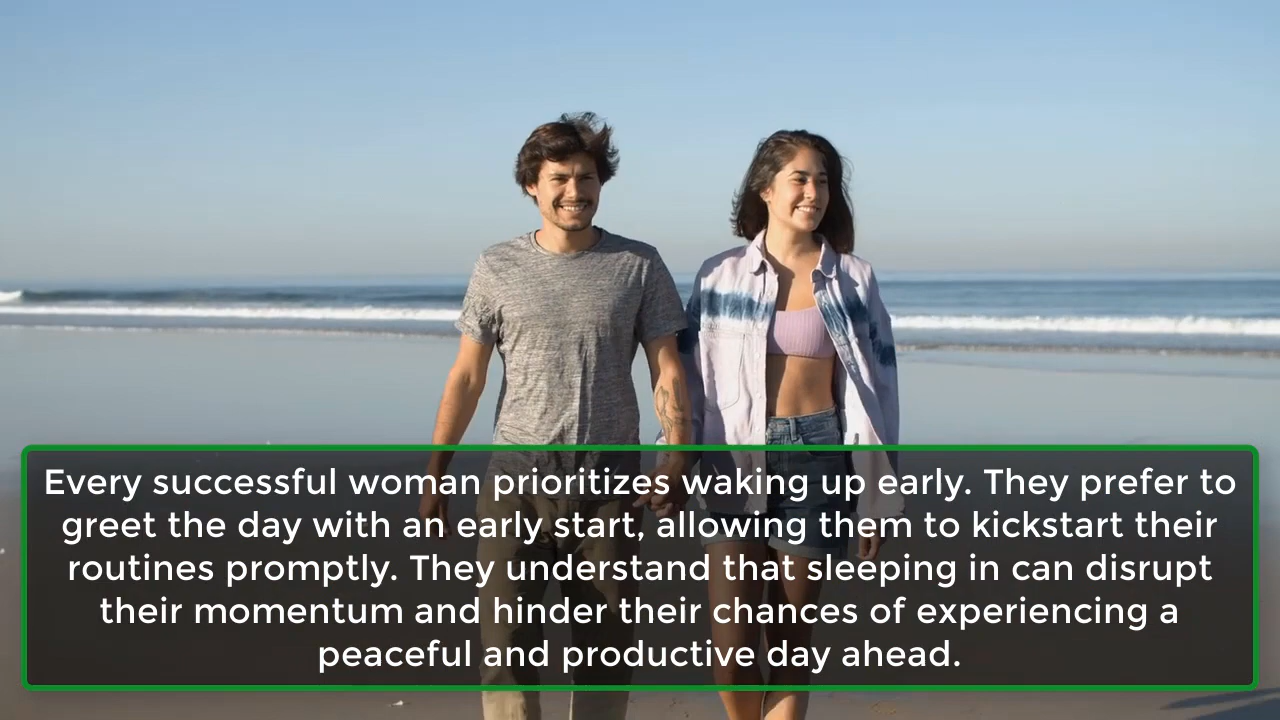 Every successful woman prioritizes waking up early. They prefer to
greet the day with an early start, allowing them to kickstart their
routines promptly. They understand that sleeping in can disrupt
their momentum and hinder their chances of experiencing a
peaceful and productive day ahead.